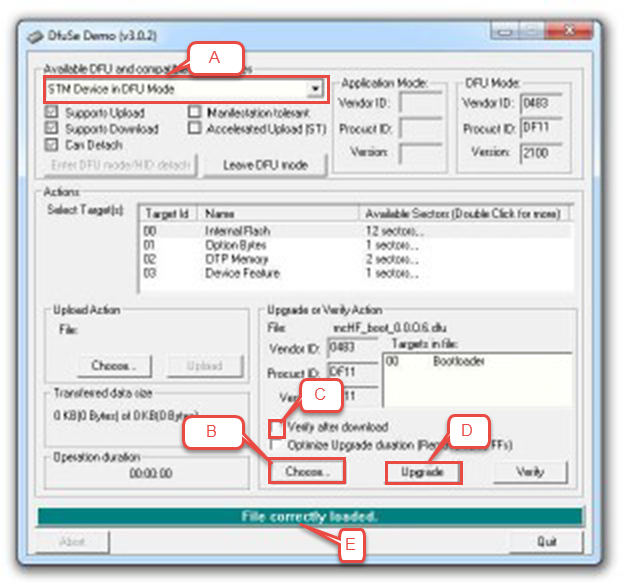 DfuSe Demo (v3.0.2)
A
Available DFU and compatible es
STM Device in DFU Mode
Supports Upload
Manifestation tolerant
Supports Download
Accelerated Upload (ST)
Can Detach
Enter DFU mode/HID detach
Leave DFU mode
Application Mode:
Vendor ID:
Procuct ID:
Version:
DFU Mode:
Vendor ID: 0483
Procuct ID: DF11
Version: 2100
Actions
Select Target(s):
Target Id Name Available Sectors (Double Click for more)
00 Internal Flash 12 sectors...
01 Option Bytes 1 sectors...
02 OTP Memory 2 sectors...
03 Device Feature 1 sectors...
Upload Action
File:
Choose...
Upload
Transferred data size
0 KB(0 Bytes) of 0 KB(0 Bytes)
Operation duration
00:00:00
Upgrade or Verify Action
File: mcHF_boot_0.0.0.6.dfu
Vendor ID: 0483
Procuct ID: DF11
Targets in file:
00 Bootloader
C
Verify after download
B
D
Optimize Upgrade duration FFs)
Choose...
Upgrade
Verify
File correctly loaded.
E
Abort
Quit